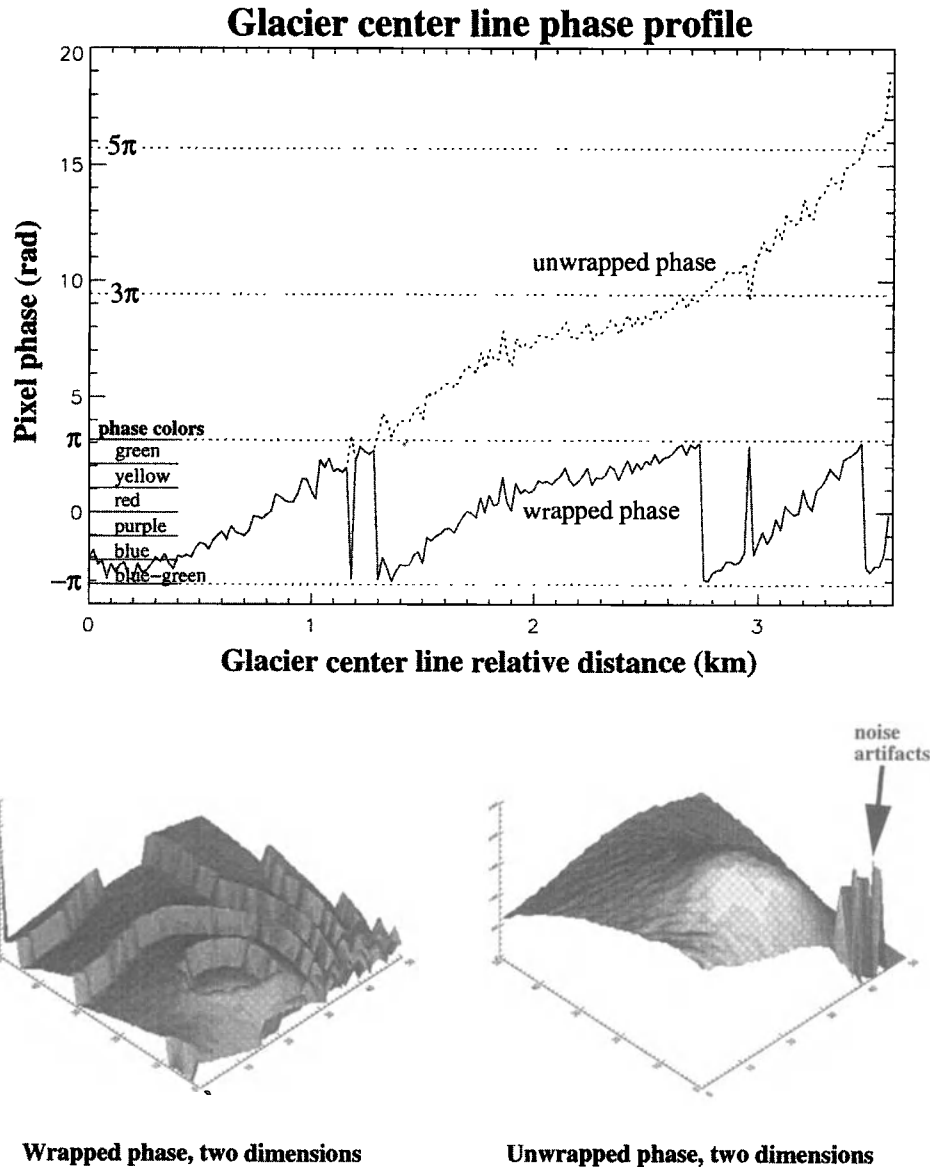 Glacier center line phase profile
20
5π
15
unwrapped phase
10
3π
Pixel phase (rad)
5
phase colors
π
green
yellow
red
0
wrapped phase
purple
blue
blue-green
-π
0
1
2
3
Glacier center line relative distance (km)
noise
artifacts
Wrapped phase, two dimensions
Unwrapped phase, two dimensions